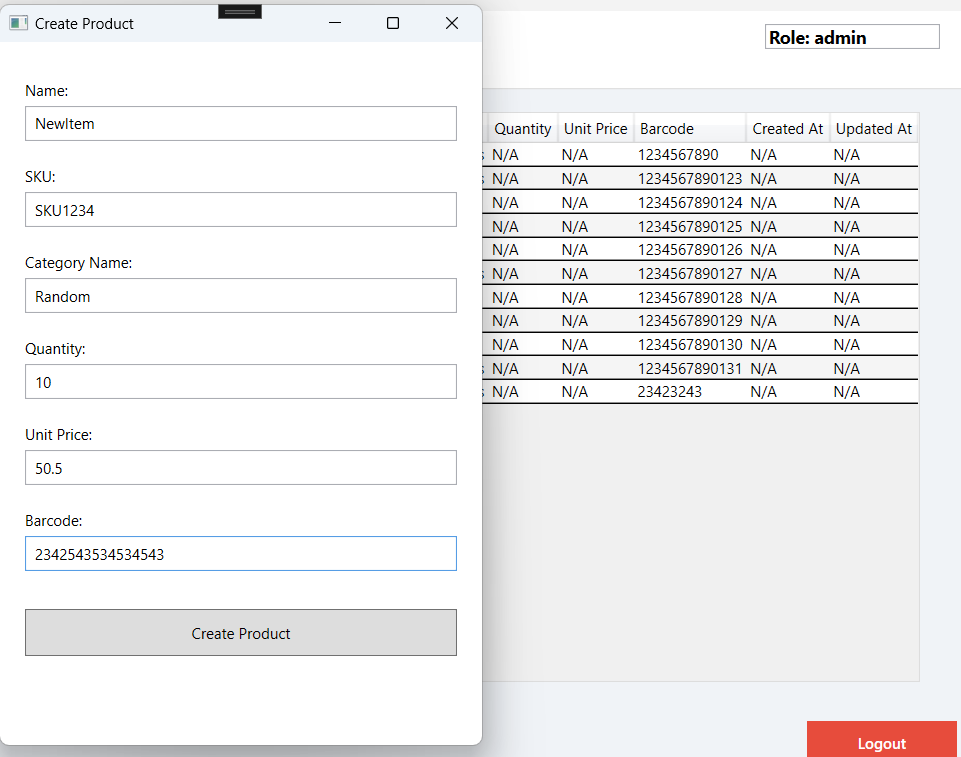 Create Product
Name:
NewItem
SKU:
SKU1234
Category Name:
Random
Quantity:
10
Unit Price:
50.5
Barcode:
2342543534534543
Create Product
Role: admin
Quantity Unit Price Barcode Created At Updated At
N/A N/A 1234567890 N/A N/A
N/A N/A 1234567890123 N/A N/A
N/A N/A 1234567890124 N/A N/A
N/A N/A 1234567890125 N/A N/A
N/A N/A 1234567890126 N/A N/A
N/A N/A 1234567890127 N/A N/A
N/A N/A 1234567890128 N/A N/A
N/A N/A 1234567890129 N/A N/A
N/A N/A 1234567890130 N/A N/A
N/A N/A 1234567890131 N/A N/A
N/A N/A 23423243 N/A N/A
Logout